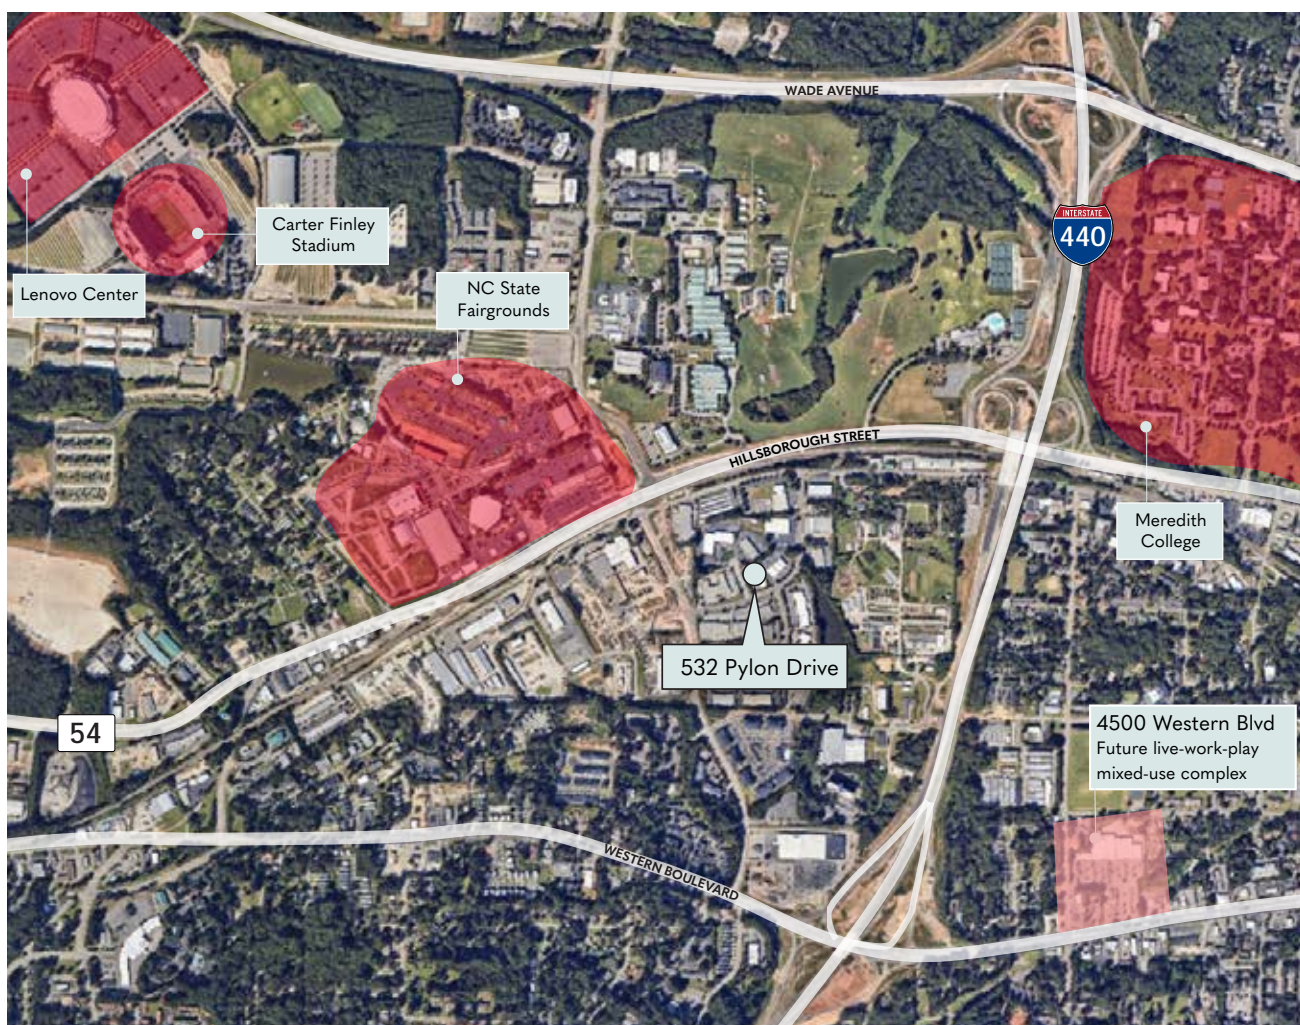 WADE AVENUE
INTERSTATE
440
Carter Finley
Stadium
Lenovo Center
NC State
Fairgrounds
HILLSBOROUGH STREET
Meredith
College
532 Pylon Drive
54
4500 Western Blvd
Future live-work-play
mixed-use complex
WESTERN BOULEVARD